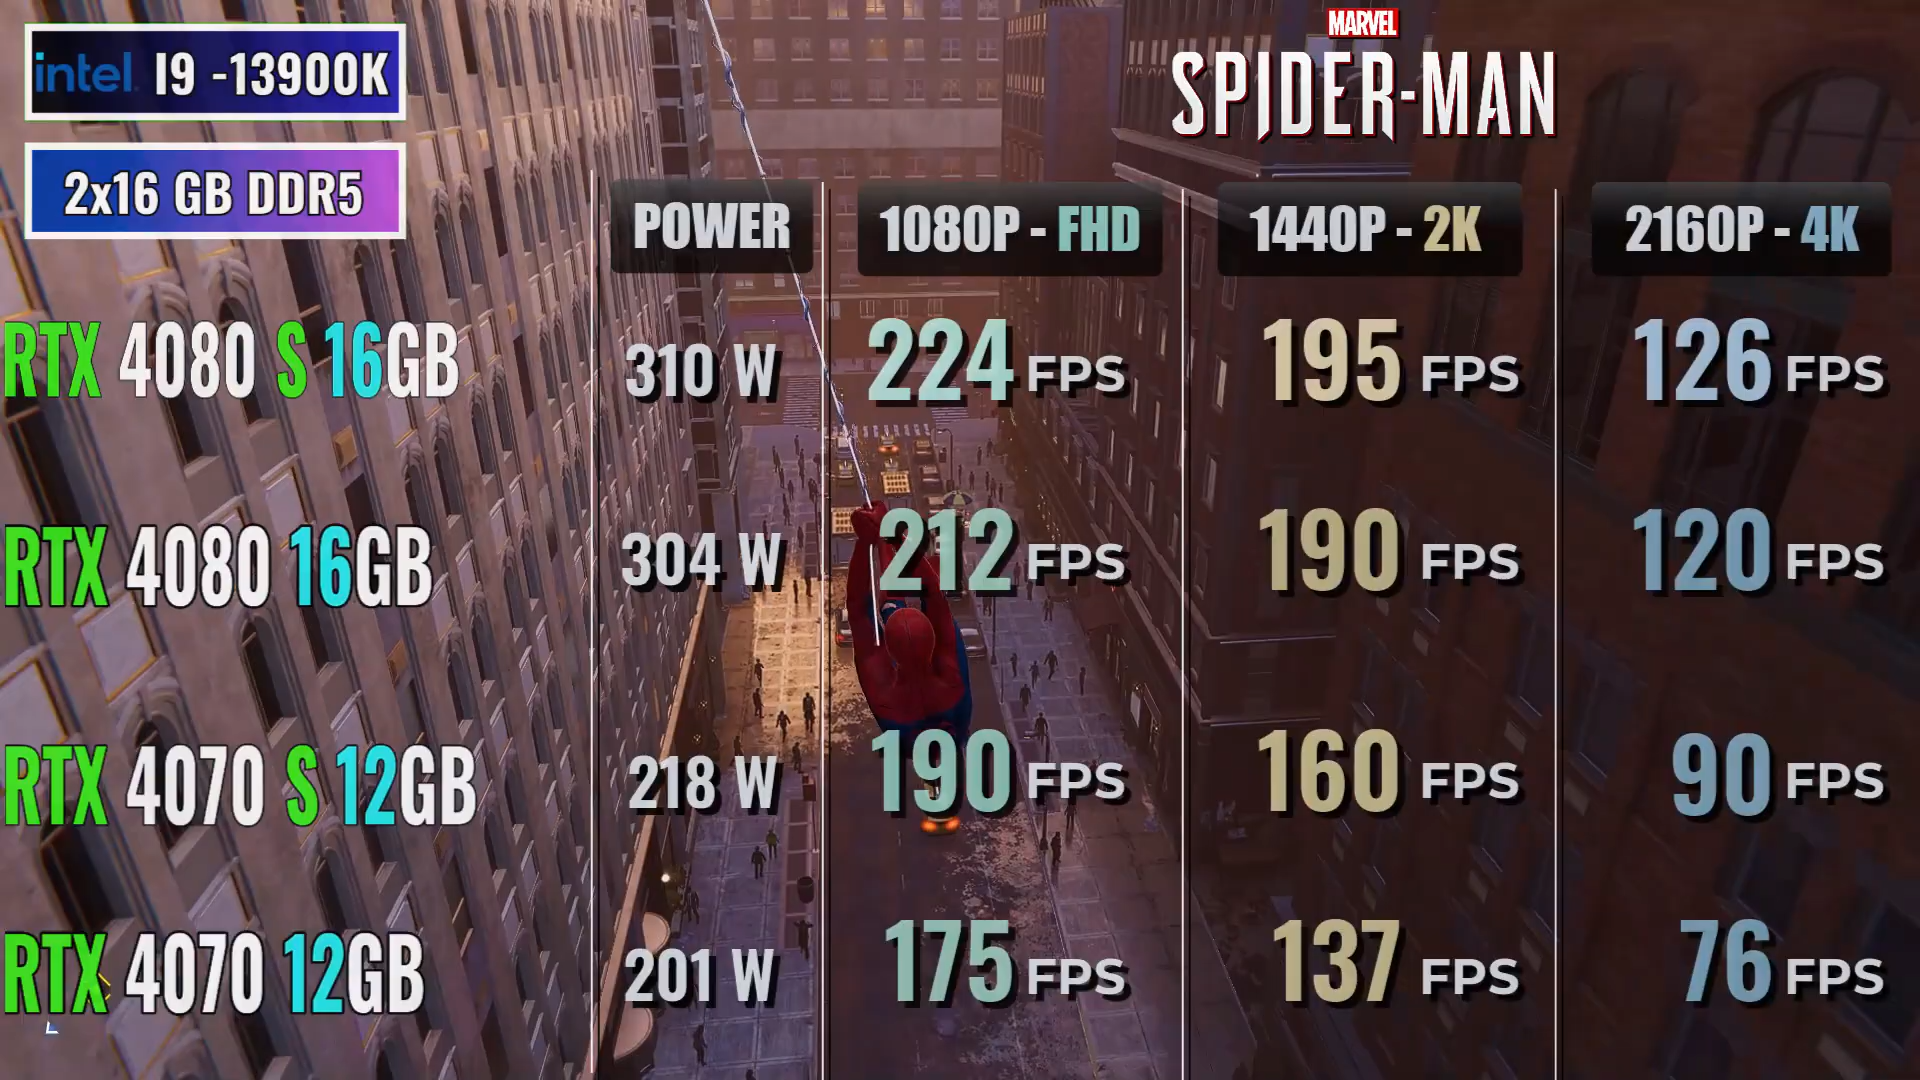 intel I9 -13900K
MARVEL
SPIDER-MAN
2x16 GB DDR5
POWER 1080P - FHD 1440P - 2K 2160P - 4K
RTX 4080 S 16GB 310 W 224 FPS 195 FPS 126 FPS
RTX 4080 16GB 304 W 212 FPS 190 FPS 120 FPS
RTX 4070 S 12GB 218 W 190 FPS 160 FPS 90 FPS
RTX 4070 12GB 201 W 175 FPS 137 FPS 76 FPS